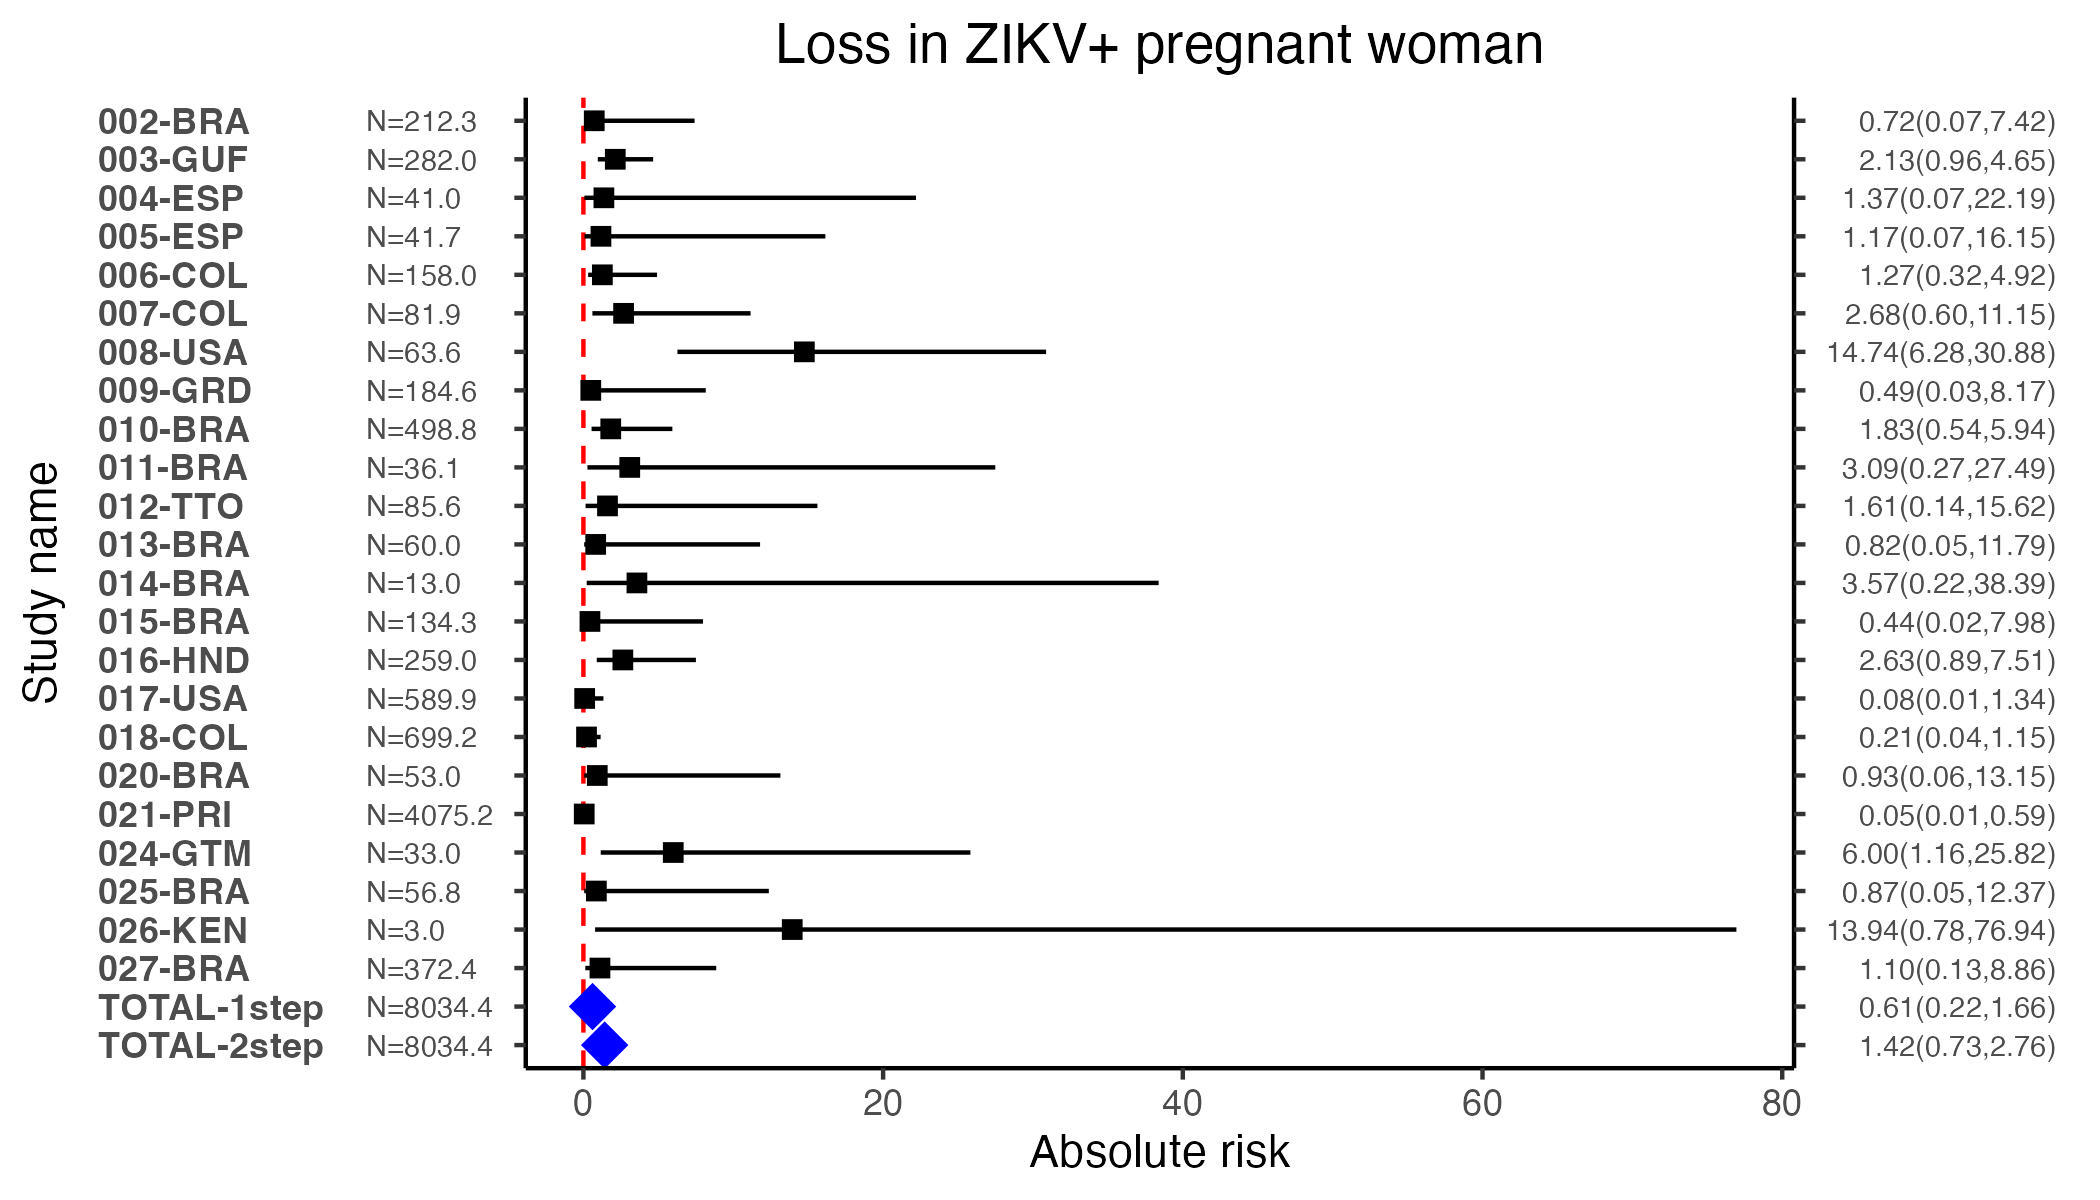 Loss in ZIKV+ pregnant woman
Study name
002-BRA N=212.3 0.72(0.07,7.42)
003-GUF N=282.0 2.13(0.96,4.65)
004-ESP N=41.0 1.37(0.07,22.19)
005-ESP N=41.7 1.17(0.07,16.15)
006-COL N=158.0 1.27(0.32,4.92)
007-COL N=81.9 2.68(0.60,11.15)
008-USA N=63.6 14.74(6.28,30.88)
009-GRD N=184.6 0.49(0.03,8.17)
010-BRA N=498.8 1.83(0.54,5.94)
011-BRA N=36.1 3.09(0.27,27.49)
012-TTO N=85.6 1.61(0.14,15.62)
013-BRA N=60.0 0.82(0.05,11.79)
014-BRA N=13.0 3.57(0.22,38.39)
015-BRA N=134.3 0.44(0.02,7.98)
016-HND N=259.0 2.63(0.89,7.51)
017-USA N=589.9 0.08(0.01,1.34)
018-COL N=699.2 0.21(0.04,1.15)
020-BRA N=53.0 0.93(0.06,13.15)
021-PRI N=4075.2 0.05(0.01,0.59)
024-GTM N=33.0 6.00(1.16,25.82)
025-BRA N=56.8 0.87(0.05,12.37)
026-KEN N=3.0 13.94(0.78,76.94)
027-BRA N=372.4 1.10(0.13,8.86)
TOTAL-1step N=8034.4 0.61(0.22,1.66)
TOTAL-2step N=8034.4 1.42(0.73,2.76)
0 20 40 60 80
Absolute risk